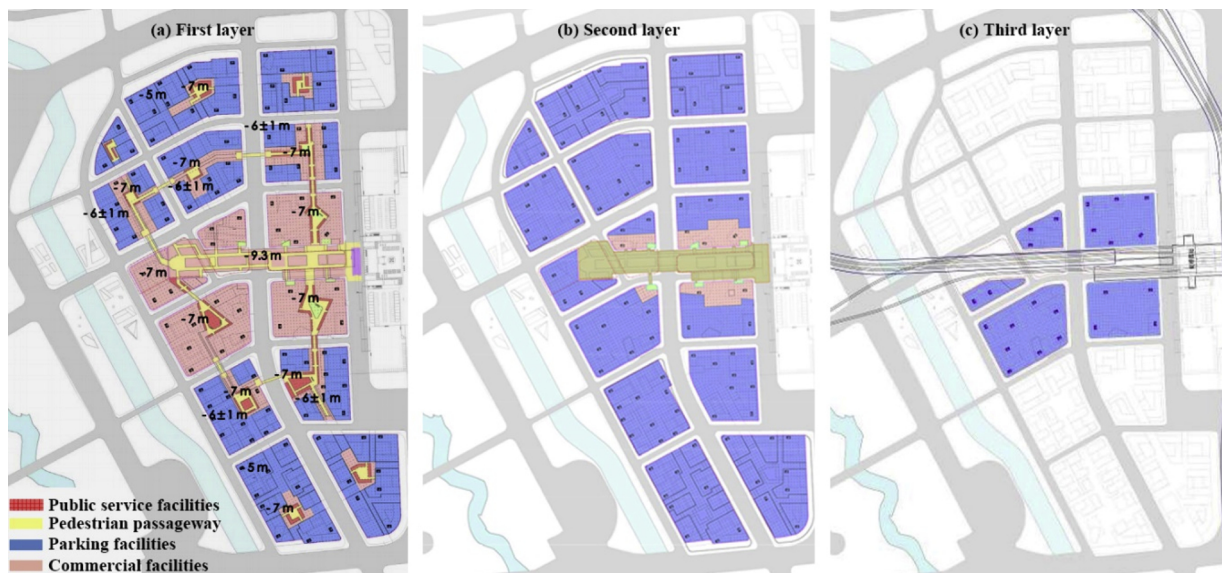 (a) First layer
(b) Second layer
(c) Third layer
-7 m
-5 m
-6±1 m
-7 m
-7 m
-7 m
-6±1 m
-6±1 m
-7 m
-9.3 m
-7 m
-7 m
-7 m
-7 m
-7 m
-6±1 m
-6±1 m
-5 m
-7 m
Public service facilities
Pedestrian passageway
Parking facilities
Commercial facilities